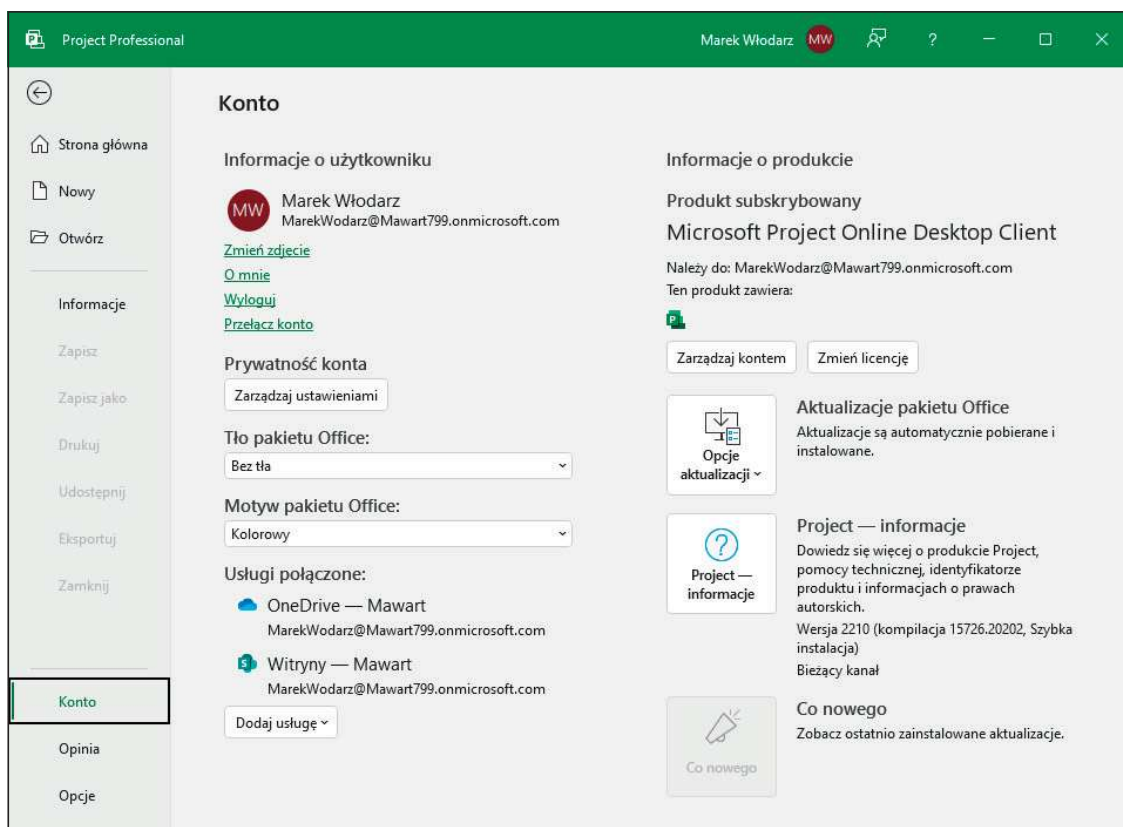 Project Professional
Marek Włodarz MW ?
Konto
Strona główna
Nowy
Otwórz
Informacje
Zapisz
Zapisz jako
Drukuj
Udostępnij
Eksportuj
Zamknij
Konto
Opinia
Opcje
Informacje o użytkowniku
MW
Marek Włodarz
MarekWodarz@Mawart799.onmicrosoft.com
Zmień zdjęcie
O mnie
Wyloguj
Przełącz konto
Prywatność konta
Zarządzaj ustawieniami
Tło pakietu Office:
Bez tła
Motyw pakietu Office:
Kolorowy
Usługi połączone:
OneDrive — Mawart
MarekWodarz@Mawart799.onmicrosoft.com
Witryny — Mawart
MarekWodarz@Mawart799.onmicrosoft.com
Dodaj usługę
Informacje o produkcie
Produkt subskrybowany
Microsoft Project Online Desktop Client
Należy do: MarekWodarz@Mawart799.onmicrosoft.com
Ten produkt zawiera:
Zarządzaj kontem
Zmień licencję
Opcje
aktualizacji
Aktualizacje pakietu Office
Aktualizacje są automatycznie pobierane i
instalowane.
Project —
informacje
Project — informacje
Dowiedz się więcej o produkcie Project,
pomocy technicznej, identyfikatorze
produktu i informacjach o prawach
autorskich.
Wersja 2210 (kompilacja 15726.20202, Szybka
instalacja)
Bieżący kanał
Co nowego
Co nowego
Zobacz ostatnio zainstalowane aktualizacje.